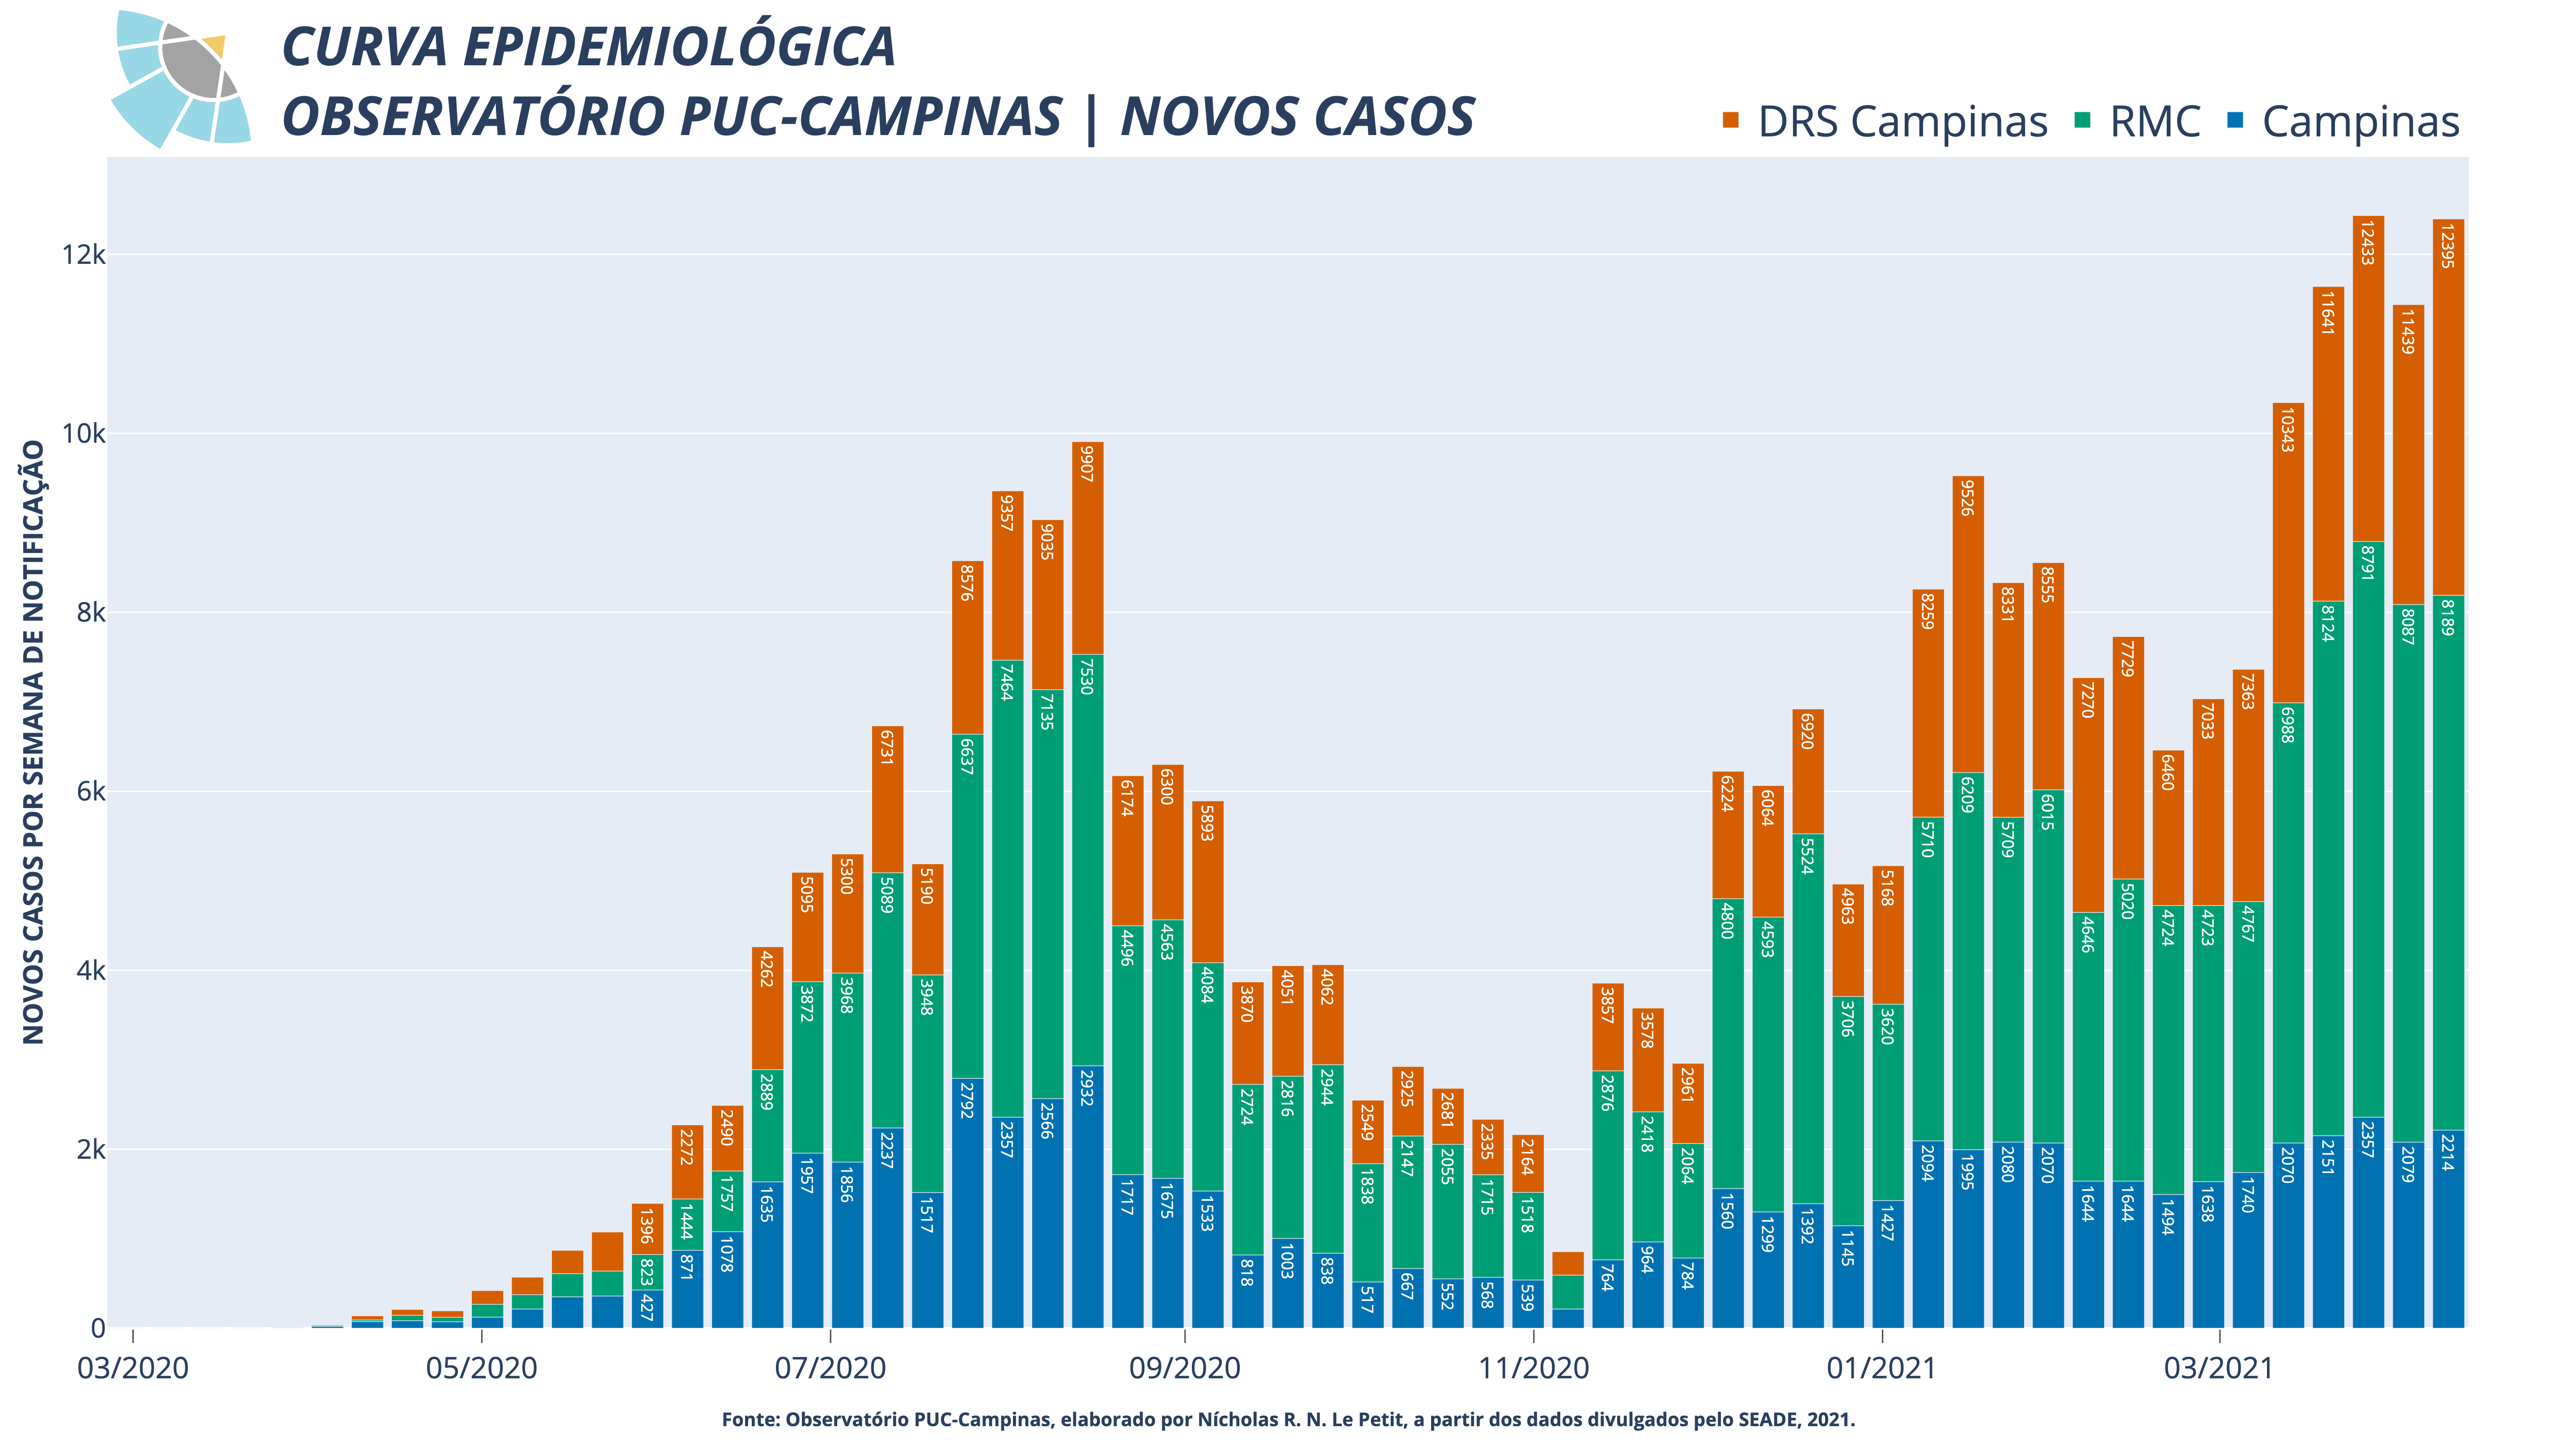 CURVA EPIDEMIOLÓGICA
OBSERVATÓRIO PUC-CAMPINAS | NOVOS CASOS
DRS Campinas RMC Campinas
NOVOS CASOS POR SEMANA DE NOTIFICAÇÃO
12k
10k
8k
6k
4k
2k
0
1396 823 427
2272 1444 871
2490 1757 1078
4262 2889 1635
5095 3872 1957
5300 3968 1856
6731 5089 2237
5190 3948 1517
8576 6637 2792
9357 7464 2357
9035 7135 2566
9907 7530 2932
6174 4496 1717
6300 4563 1675
5893 4084 1533
3870 2724 818
4051 2816 1003
4062 2944 838
2549 1838 517
2925 2147 667
2681 2055 552
2335 1715 568
2164 1518 539
3857 2876 764
3578 2418 964
2961 2064 784
6224 4800 1560
6064 4593 1299
6920 5524 1392
4963 3706 1145
5168 3620 1427
8259 5710 2094
9526 6209 1995
8331 5709 2080
8555 6015 2070
7270 4646 1644
7729 5020 1644
6460 4724 1494
7033 4723 1638
7363 4767 1740
10343 6988 2070
11641 8124 2151
12433 8791 2357
11439 8087 2079
12395 8189 2214
03/2020 05/2020 07/2020 09/2020 11/2020 01/2021 03/2021
Fonte: Observatório PUC-Campinas, elaborado por Nícholas R. N. Le Petit, a partir dos dados divulgados pelo SEADE, 2021.